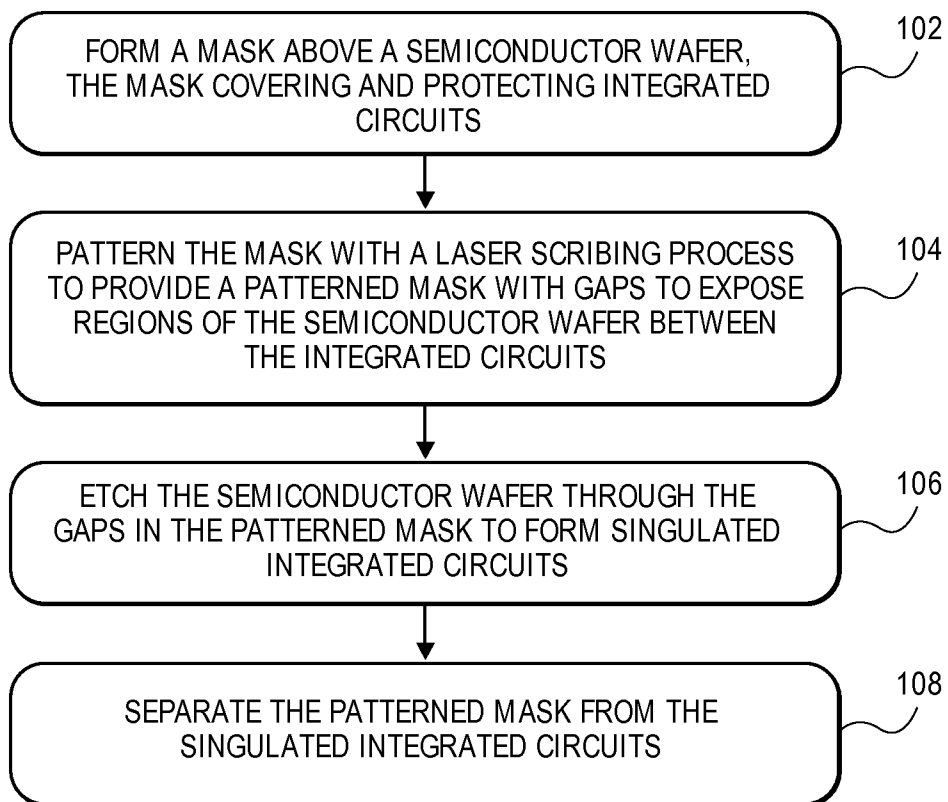 102
FORM A MASK ABOVE A SEMICONDUCTOR WAFER,
THE MASK COVERING AND PROTECTING INTEGRATED
CIRCUITS
104
PATTERN THE MASK WITH A LASER SCRIBING PROCESS
TO PROVIDE A PATTERNED MASK WITH GAPS TO EXPOSE
REGIONS OF THE SEMICONDUCTOR WAFER BETWEEN
THE INTEGRATED CIRCUITS
106
ETCH THE SEMICONDUCTOR WAFER THROUGH THE
GAPS IN THE PATTERNED MASK TO FORM SINGULATED
INTEGRATED CIRCUITS
108
SEPARATE THE PATTERNED MASK FROM THE
SINGULATED INTEGRATED CIRCUITS